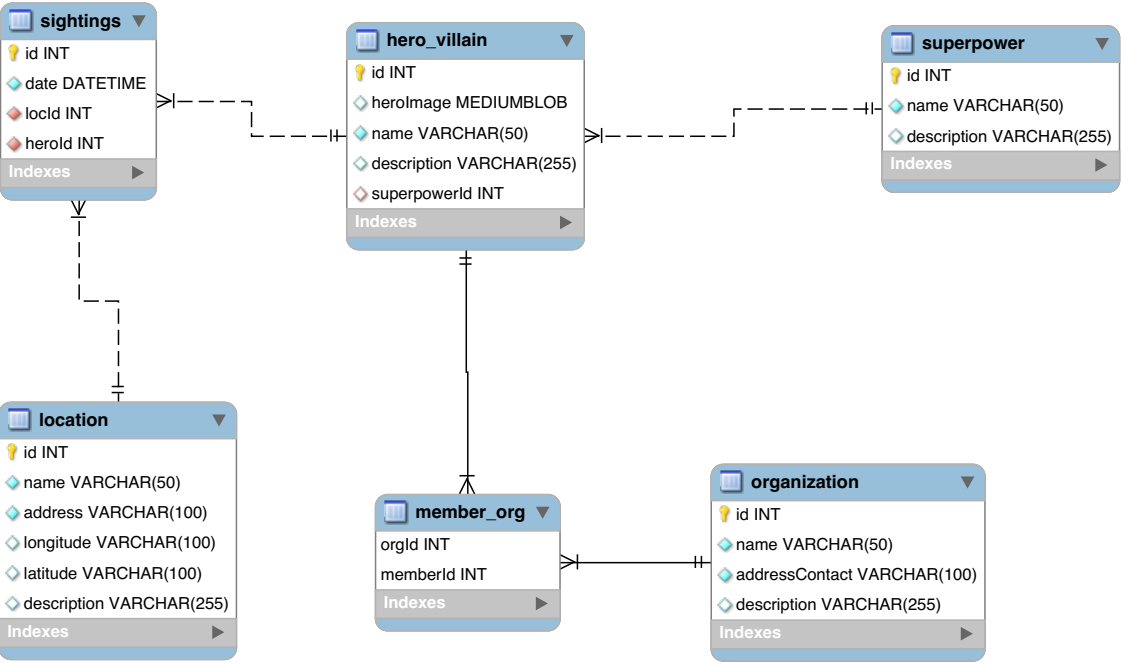 sightings
id INT
date DATETIME
locId INT
heroId INT
Indexes
hero_villain
id INT
heroImage MEDIUMBLOB
name VARCHAR(50)
description VARCHAR(255)
superpowerId INT
Indexes
superpower
id INT
name VARCHAR(50)
description VARCHAR(255)
Indexes
location
id INT
name VARCHAR(50)
address VARCHAR(100)
longitude VARCHAR(100)
latitude VARCHAR(100)
description VARCHAR(255)
Indexes
member_org
orgId INT
memberId INT
Indexes
organization
id INT
name VARCHAR(50)
addressContact VARCHAR(100)
description VARCHAR(255)
Indexes